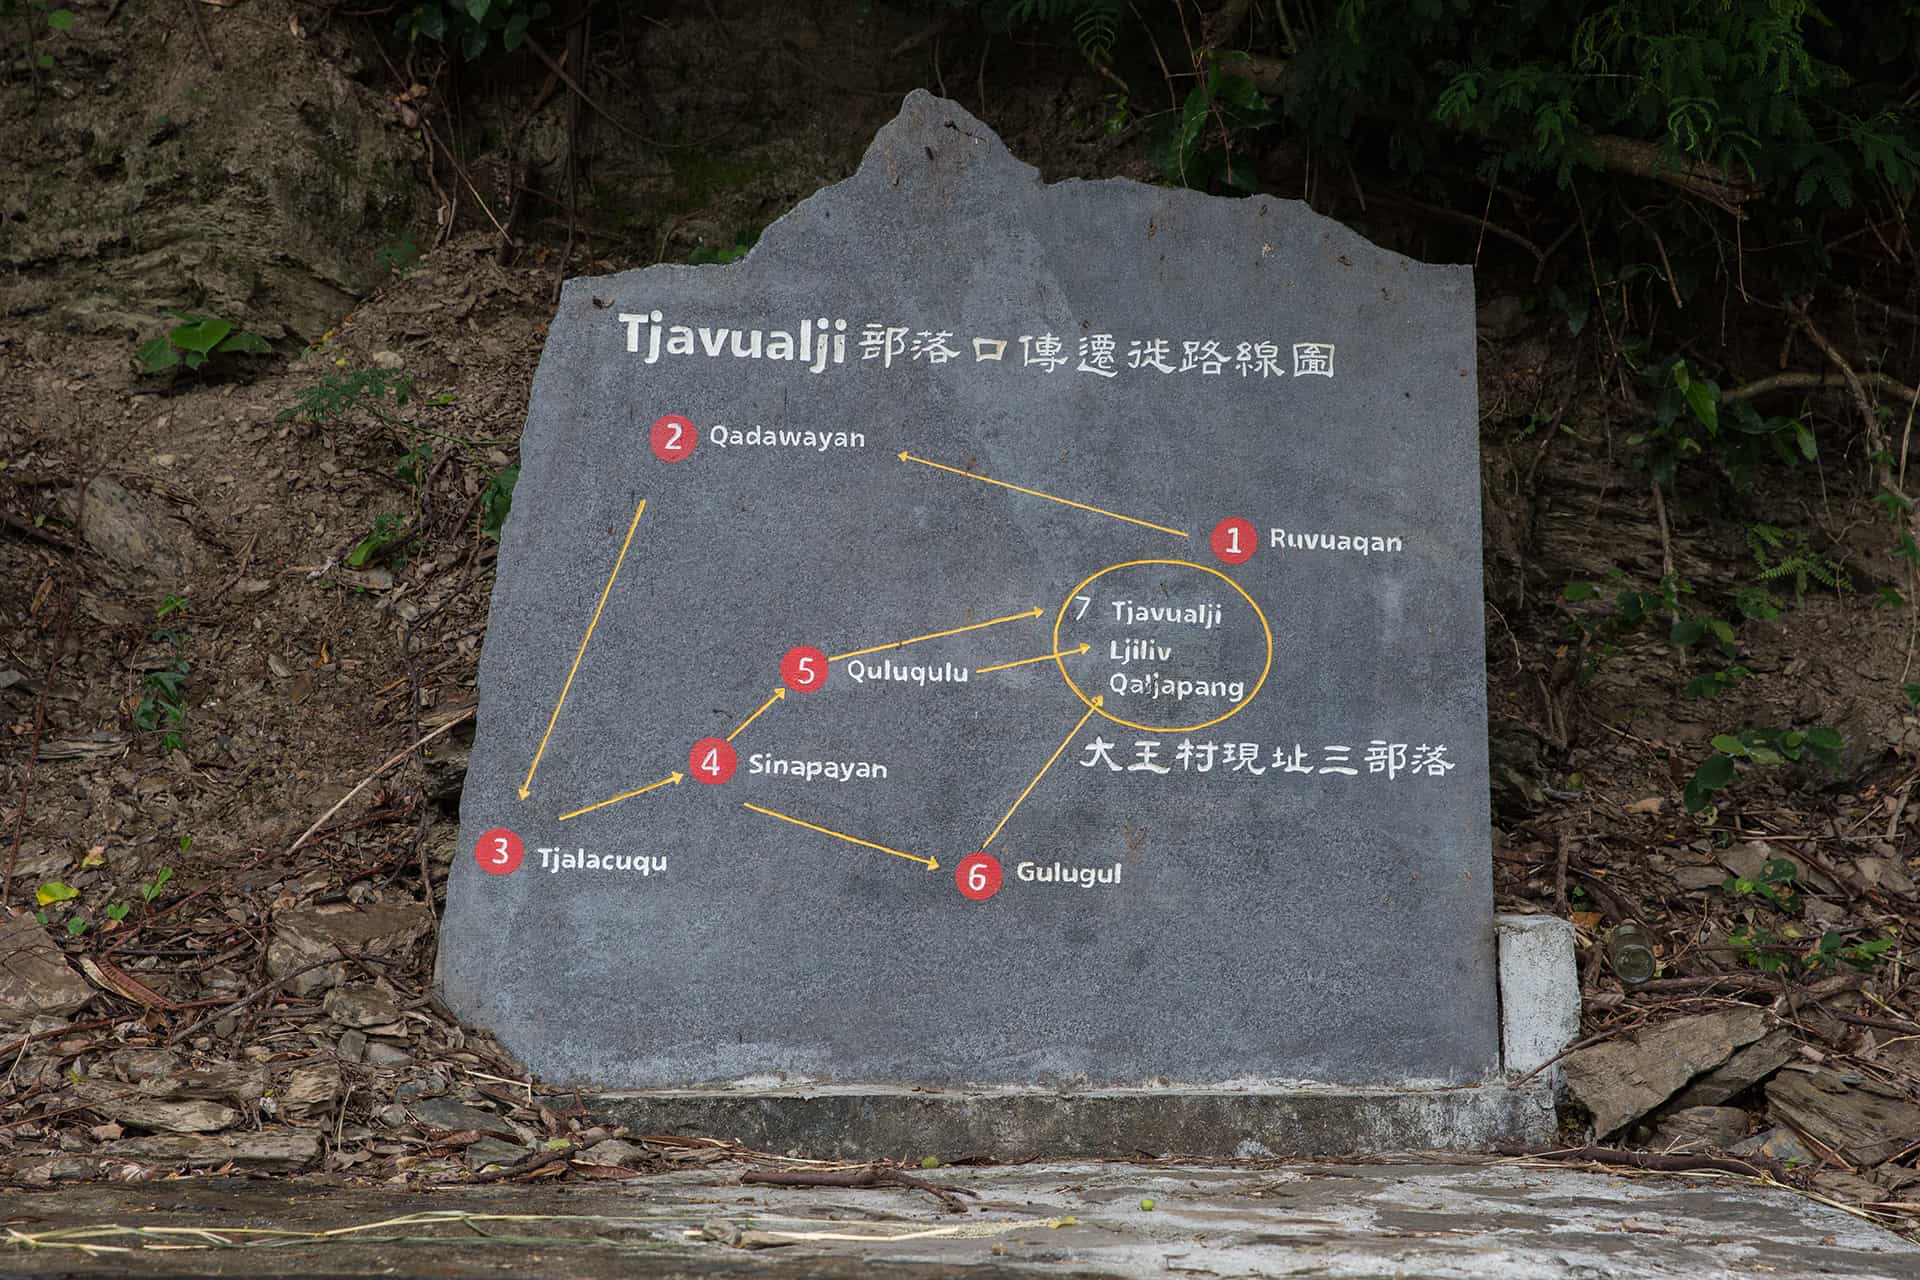 Tjavualji 部落口傳遷徙路線圖
2 Qadawayan
1 Ruvuaqan
7 Tjavualji
Ljiliv
Qaljapang
5 Quluqulu
大王村現址三部落
4 Sinapayan
3 Tjalacuqu
6 Gulugul